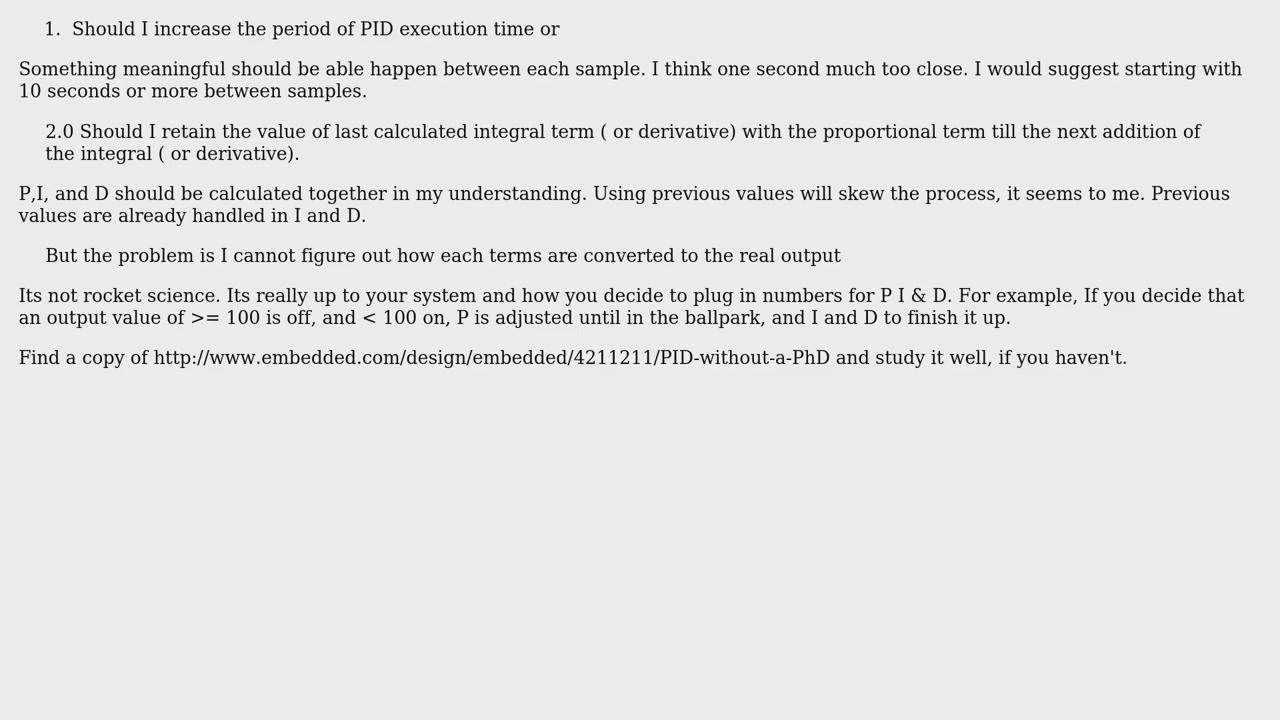 1. Should I increase the period of PID execution time or
Something meaningful should be able happen between each sample. I think one second much too close. I would suggest starting with
10 seconds or more between samples.
2.0 Should I retain the value of last calculated integral term ( or derivative) with the proportional term till the next addition of
the integral ( or derivative).
P,I, and D should be calculated together in my understanding. Using previous values will skew the process, it seems to me. Previous
values are already handled in I and D.
But the problem is I cannot figure out how each terms are converted to the real output
Its not rocket science. Its really up to your system and how you decide to plug in numbers for P I & D. For example, If you decide that
an output value of >= 100 is off, and < 100 on, P is adjusted until in the ballpark, and I and D to finish it up.
Find a copy of http://www.embedded.com/design/embedded/4211211/PID-without-a-PhD and study it well, if you haven't.